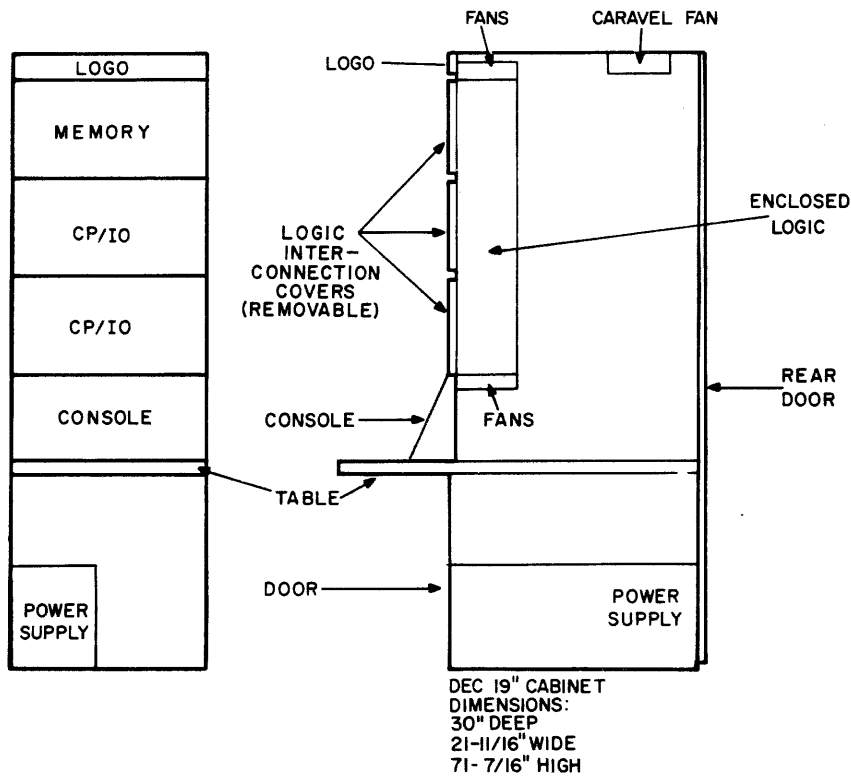 LOGO
MEMORY
CP/IO
CP/IO
CONSOLE
POWER
SUPPLY
TABLE
FANS
CARAVEL FAN
LOGO
LOGIC
INTER-
CONNECTION
COVERS
(REMOVABLE)
ENCLOSED
LOGIC
REAR
DOOR
CONSOLE
FANS
DOOR
POWER
SUPPLY
DEC 19" CABINET
DIMENSIONS:
30" DEEP
21-11/16" WIDE
71-7/16" HIGH